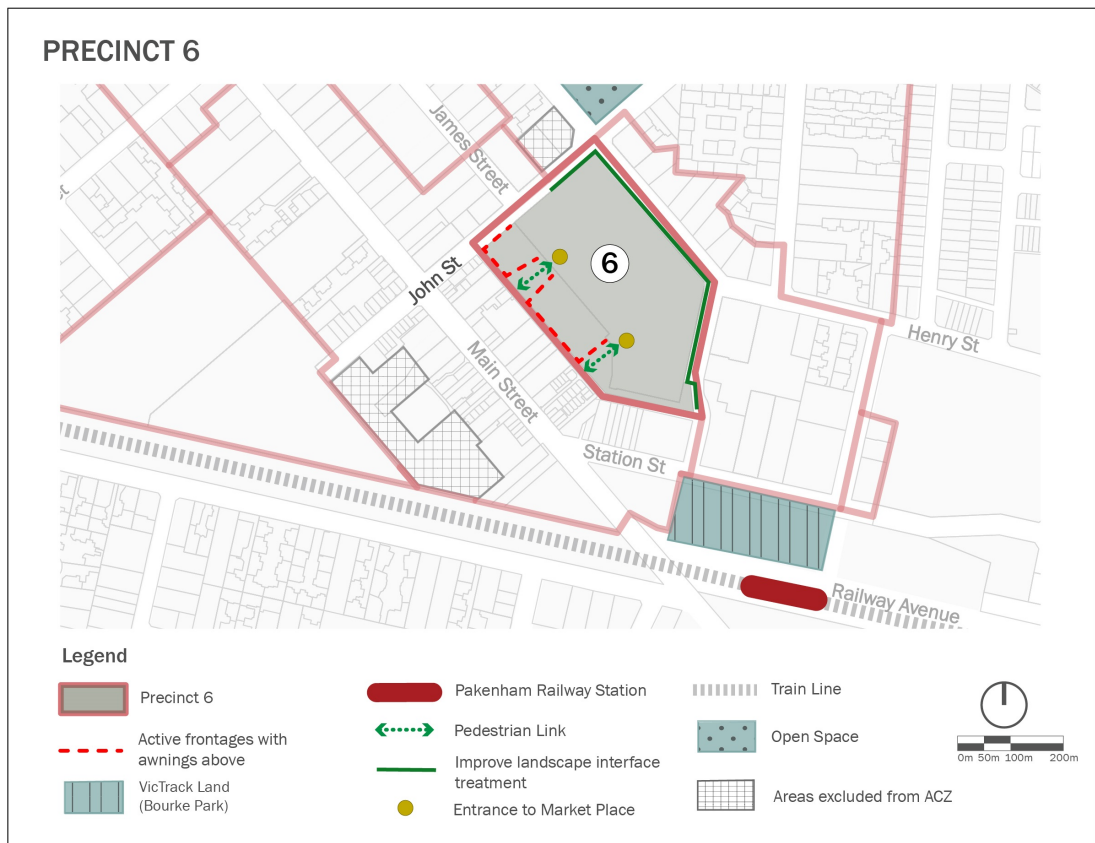 PRECINCT 6
James Street
John St
6
Henry St
Main Street
Station St
Railway Avenue
Legend
Precinct 6
Active frontages with
awnings above
VicTrack Land
(Bourke Park)
Pakenham Railway Station
Pedestrian Link
Improve landscape interface
treatment
Entrance to Market Place
Train Line
Open Space
Areas excluded from ACZ
0m 50m 100m 200m